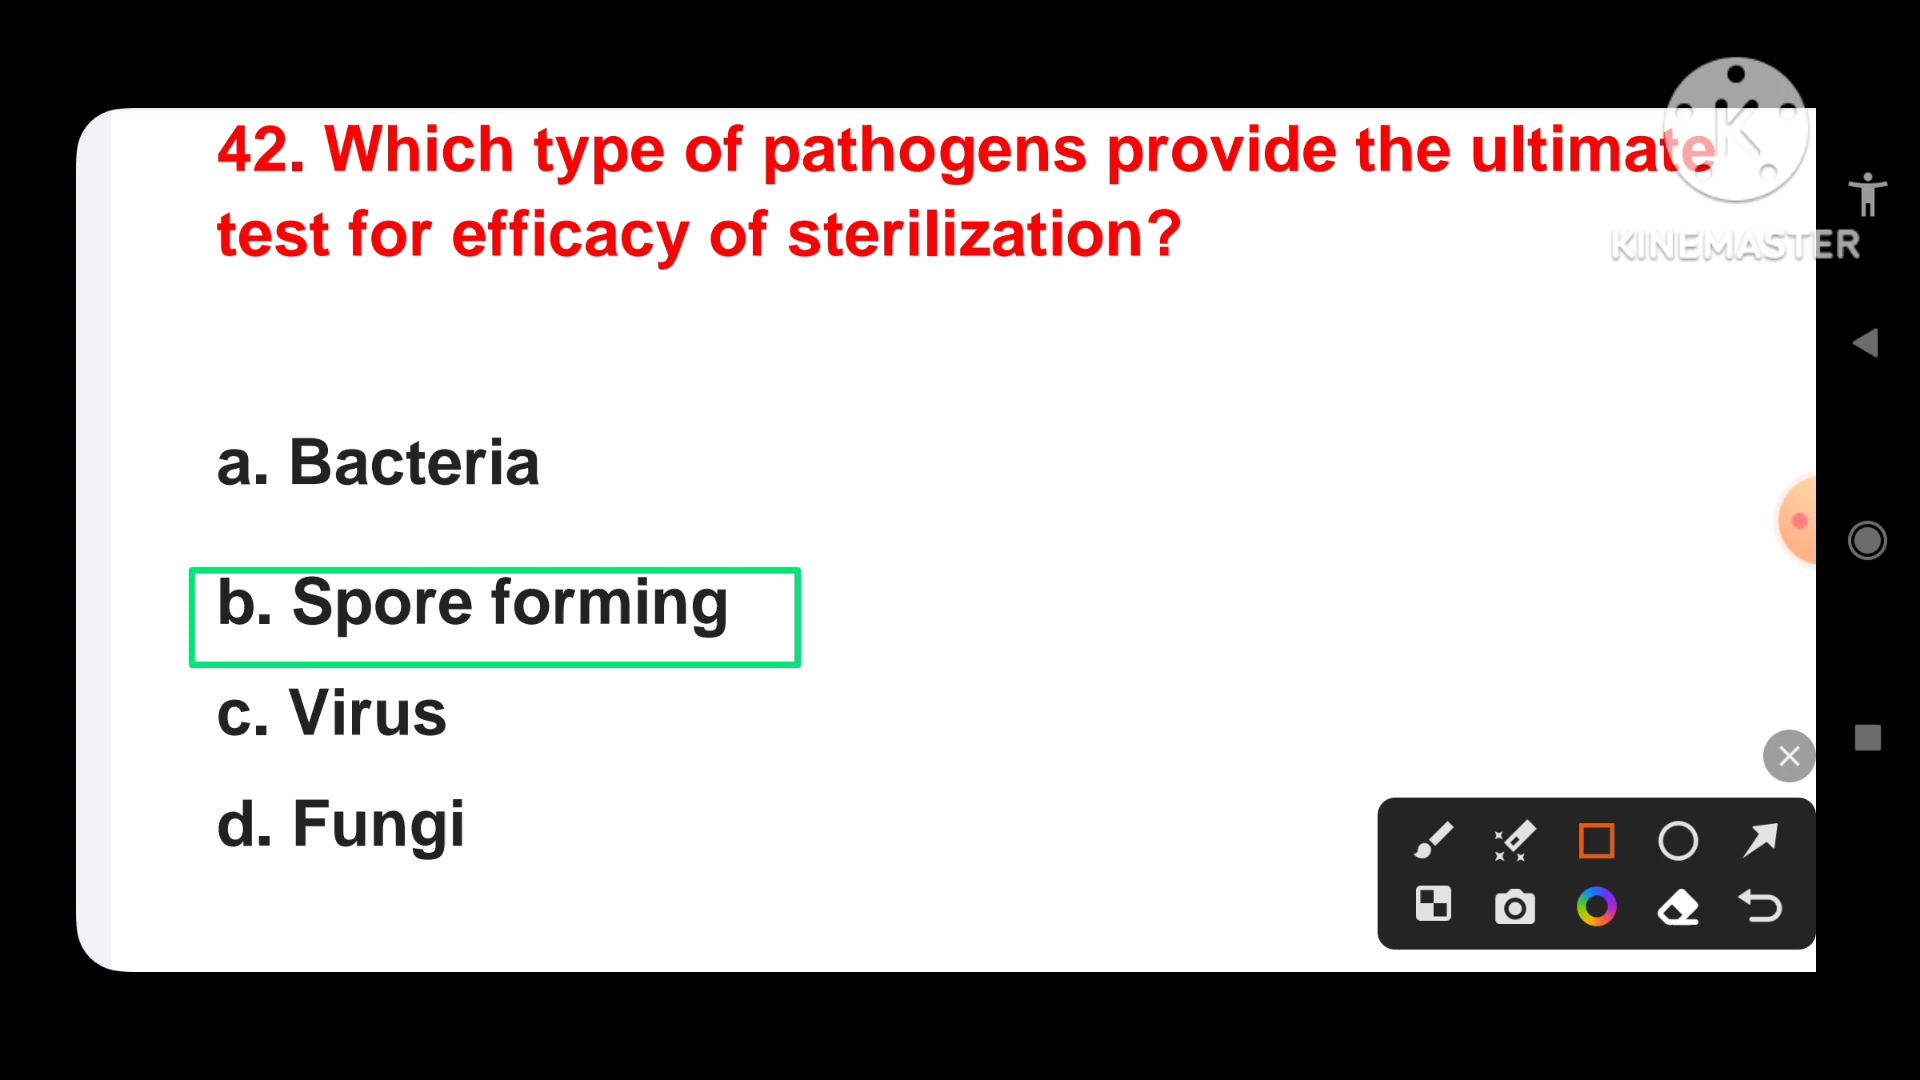 42. Which type of pathogens provide the ultimate
test for efficacy of sterilization?
a. Bacteria
b. Spore forming
c. Virus
d. Fungi
K
KINEMASTER